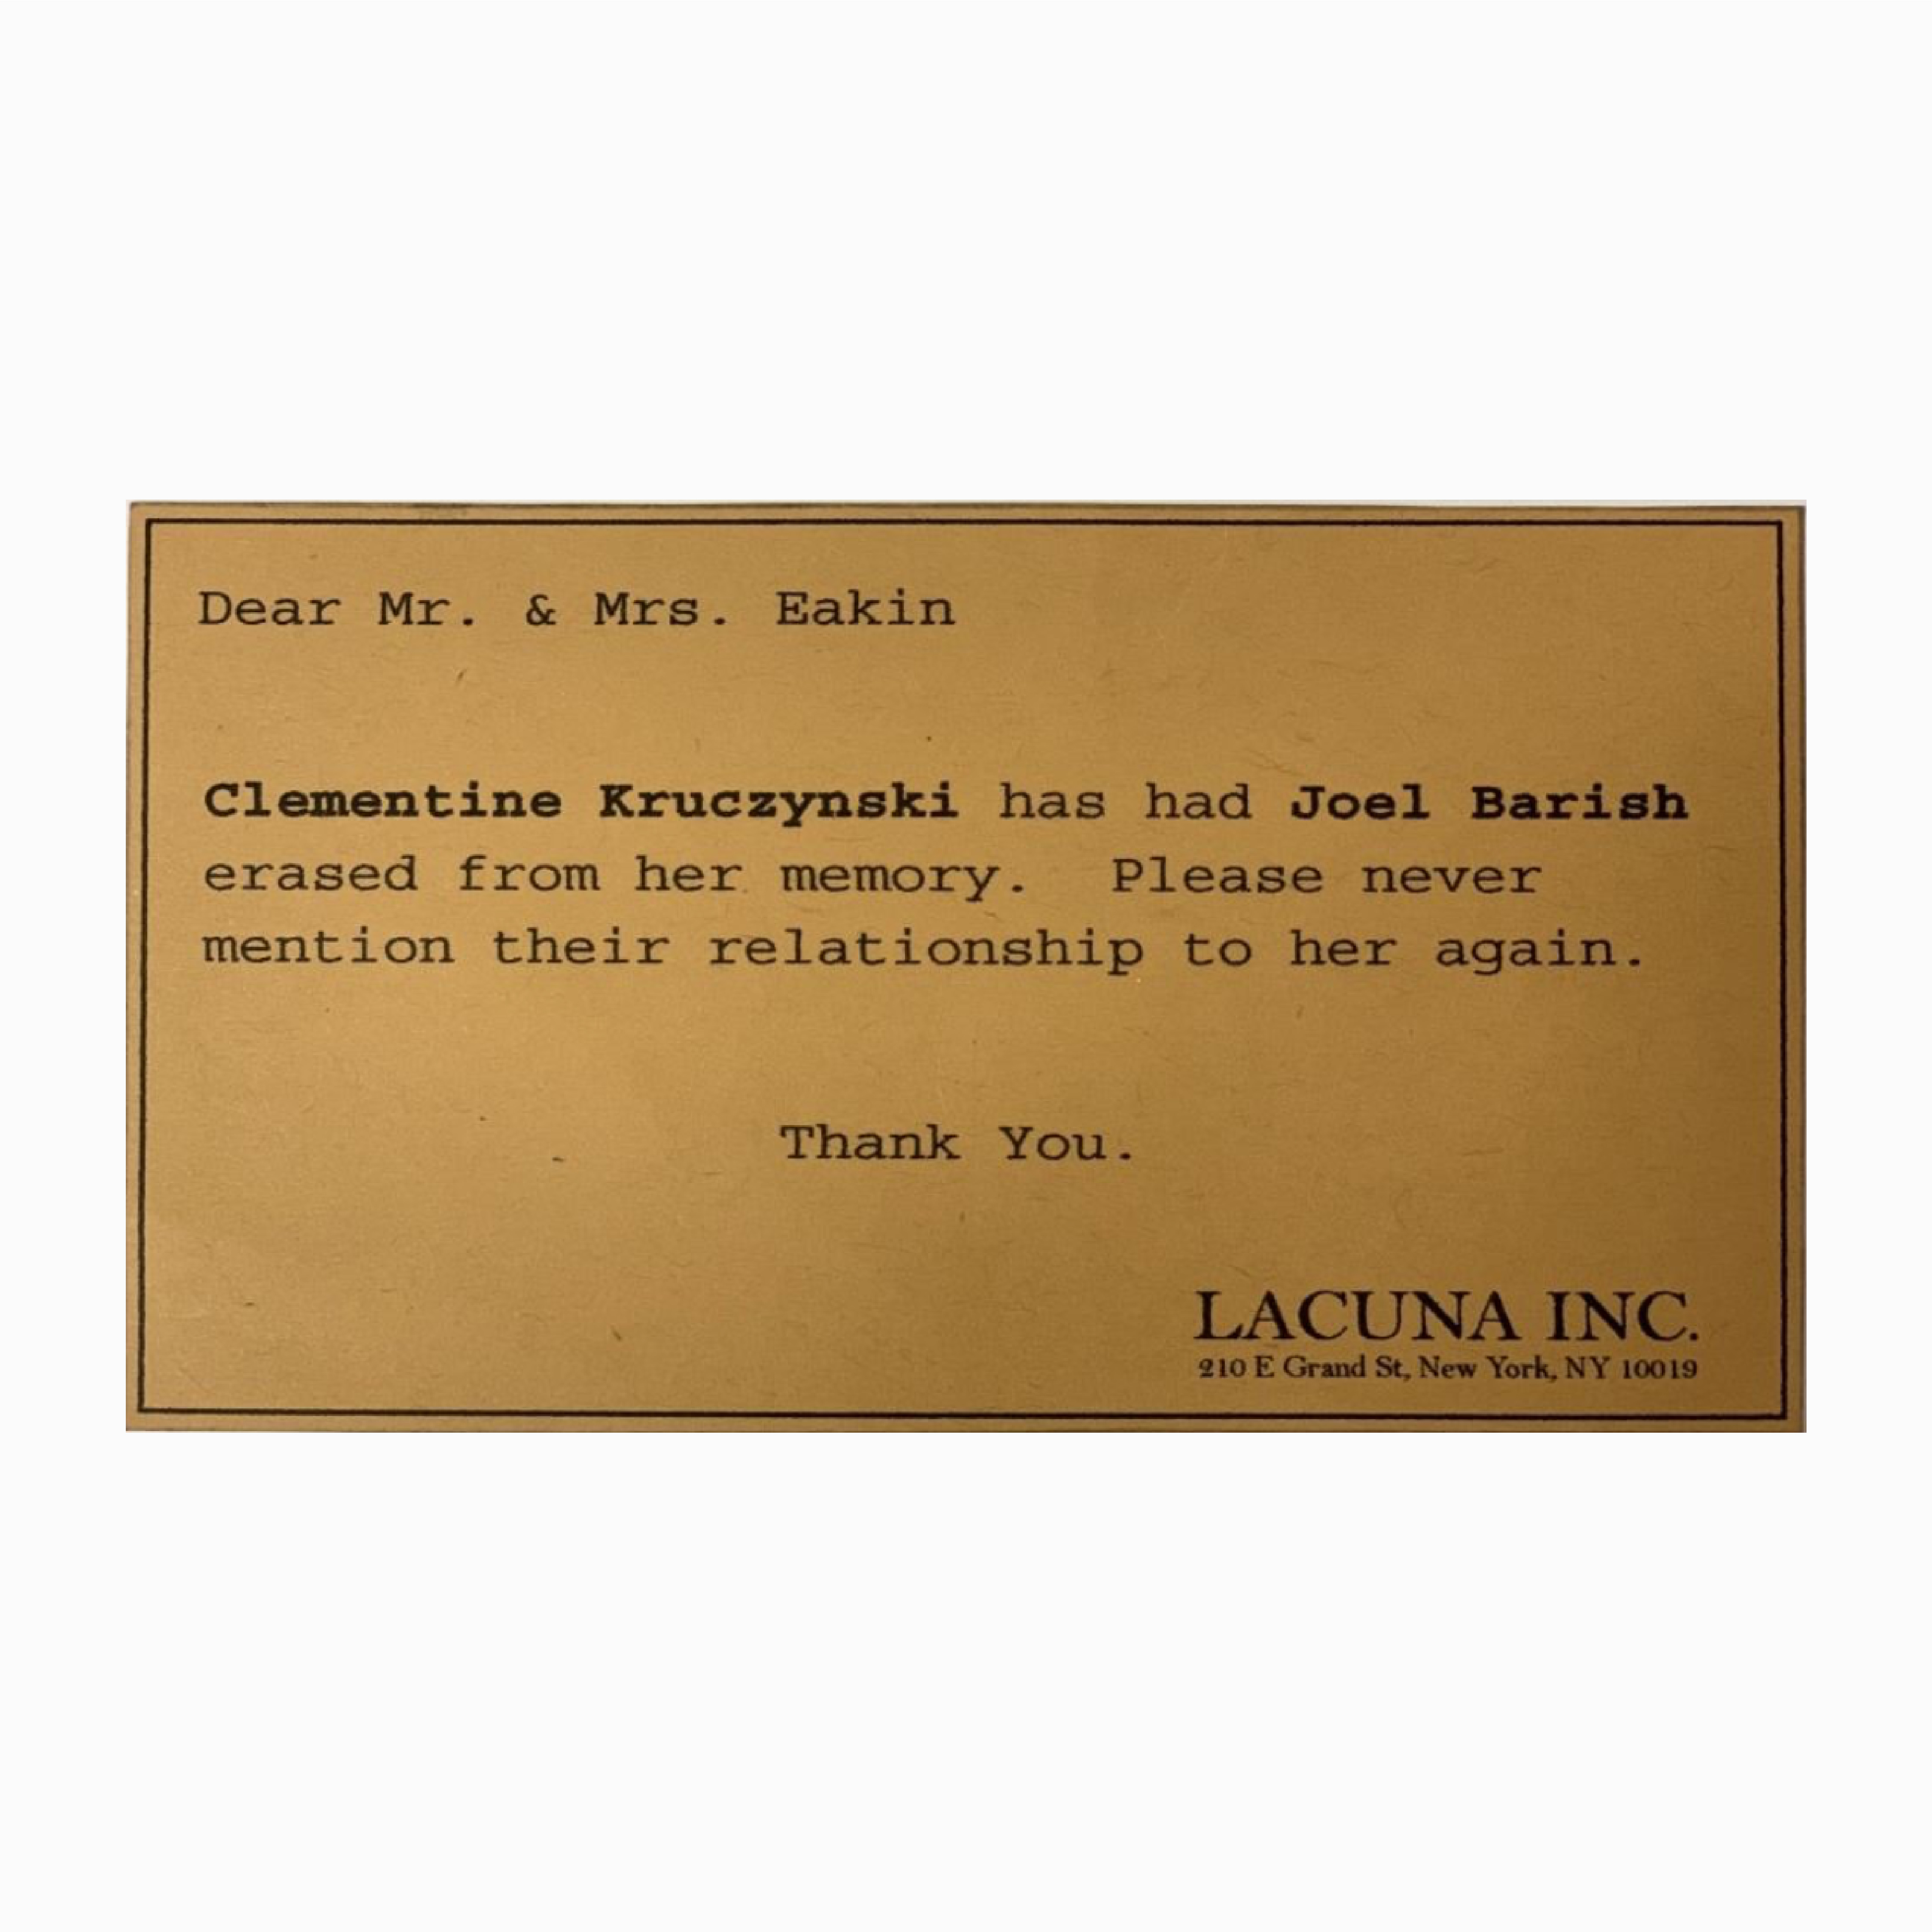 Dear Mr. & Mrs. Eakin
Clementine Kruczynski has had Joel Barish
erased from her memory.  Please never
mention their relationship to her again.
Thank You.
LACUNA INC.
210 E Grand St, New York, NY 10019